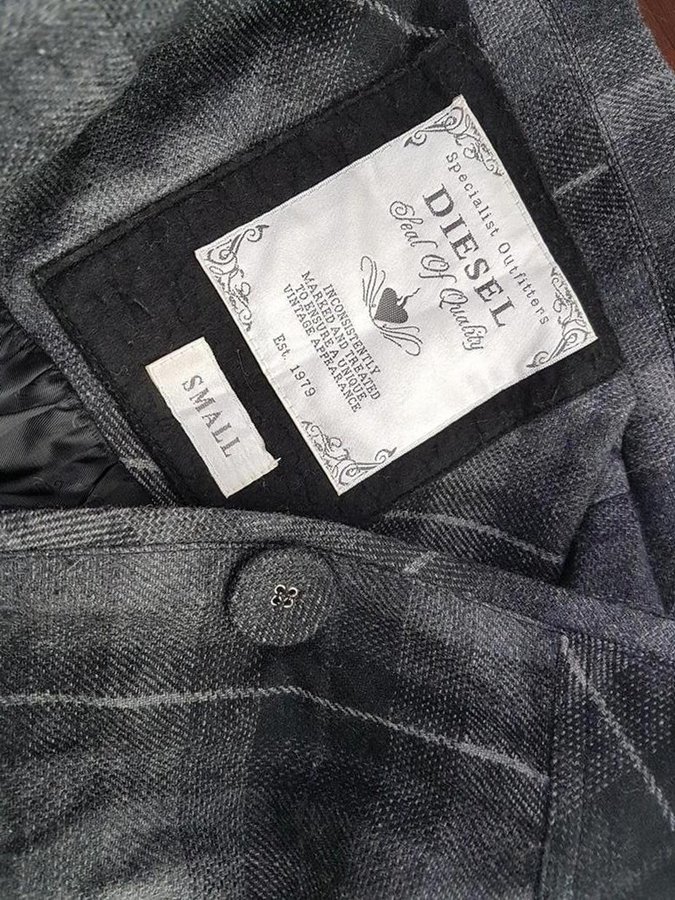 Specialist Outfitters
DIESEL
Seal Of Quality
INCONSISTENTLY
MARKED AND TREATED
TO ENSURE A UNIQUE
VINTAGE APPEARANCE
Est. 1979
SMALL